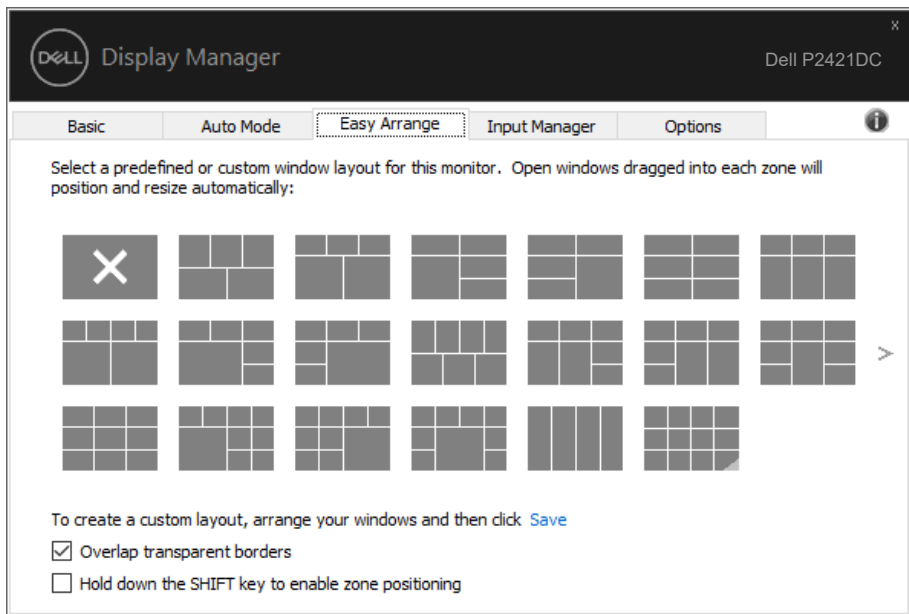 x
DELL Display Manager
Dell P2421DC
Basic Auto Mode Easy Arrange Input Manager Options
Select a predefined or custom window layout for this monitor. Open windows dragged into each zone will
position and resize automatically:
To create a custom layout, arrange your windows and then click Save
Overlap transparent borders
Hold down the SHIFT key to enable zone positioning